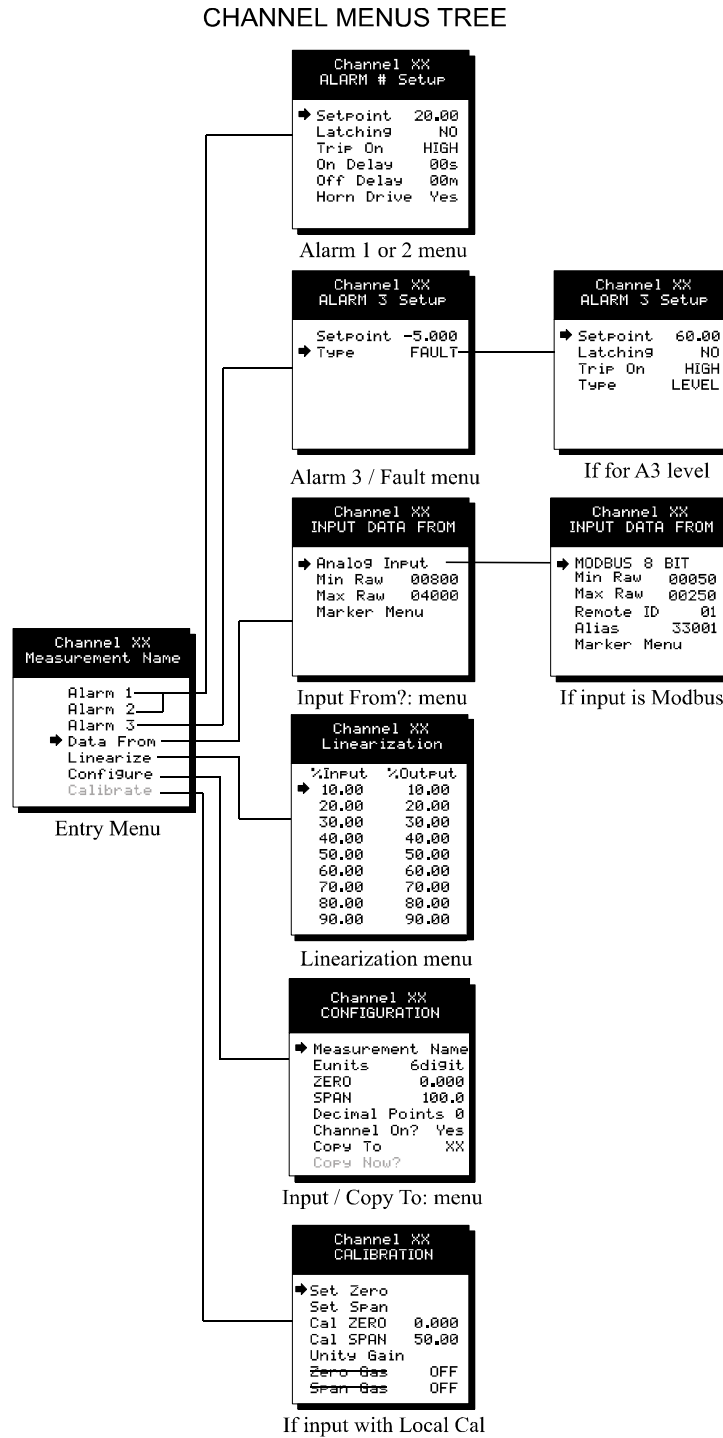 CHANNEL MENUS TREE
Channel XX
ALARM # Setup
Setpoint 20.00
Latching NO
Trip On HIGH
On Delay 00s
Off Delay 00m
Horn Drive Yes
Alarm 1 or 2 menu
Channel XX
ALARM 3 Setup
Setpoint -5.000
Type FAULT
Alarm 3 / Fault menu
Channel XX
ALARM 3 Setup
Setpoint 60.00
Latching NO
Trip On HIGH
Type LEVEL
If for A3 level
Channel XX
INPUT DATA FROM
Analog Input
Min Raw 00800
Max Raw 04000
Marker Menu
Input From?: menu
Channel XX
INPUT DATA FROM
MODBUS 8 BIT
Min Raw 00050
Max Raw 00250
Remote ID 01
Alias 33001
Marker Menu
If input is Modbus
Channel XX
Measurement Name
Alarm 1
Alarm 2
Alarm 3
Data From
Linearize
Configure
Calibrate
Entry Menu
Channel XX
Linearization
%Input %Output
10.00 10.00
20.00 20.00
30.00 30.00
40.00 40.00
50.00 50.00
60.00 60.00
70.00 70.00
80.00 80.00
90.00 90.00
Linearization menu
Channel XX
CONFIGURATION
Measurement Name
Eunits 6digit
ZERO 0.000
SPAN 100.0
Decimal Points 0
Channel On? Yes
Copy To XX
Copy Now?
Input / Copy To: menu
Channel XX
CALIBRATION
Set Zero
Set Span
Cal ZERO 0.000
Cal SPAN 50.00
Unity Gain
Zero Gas OFF
Span Gas OFF
If input with Local Cal